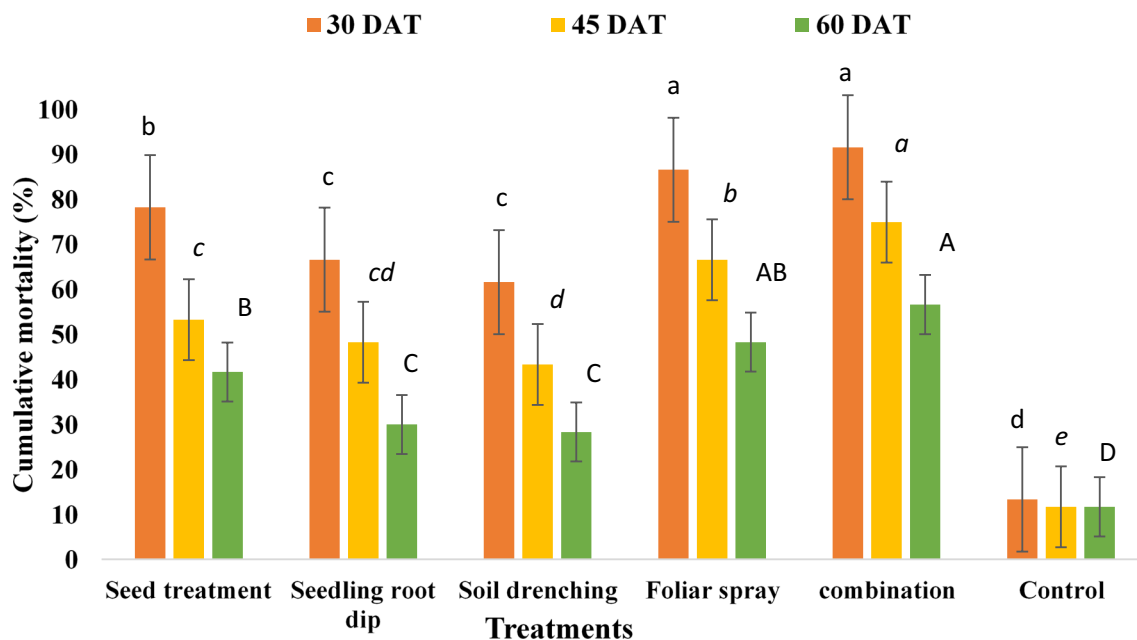 30 DAT 45 DAT 60 DAT
Cumulative mortality (%)
100
90
80
70
60
50
40
30
20
10
0
b c B
c cd C
c d C
a b AB
a a A
d e D
Seed treatment
Seedling root
dip
Soil drenching
Foliar spray
combination
Control
Treatments